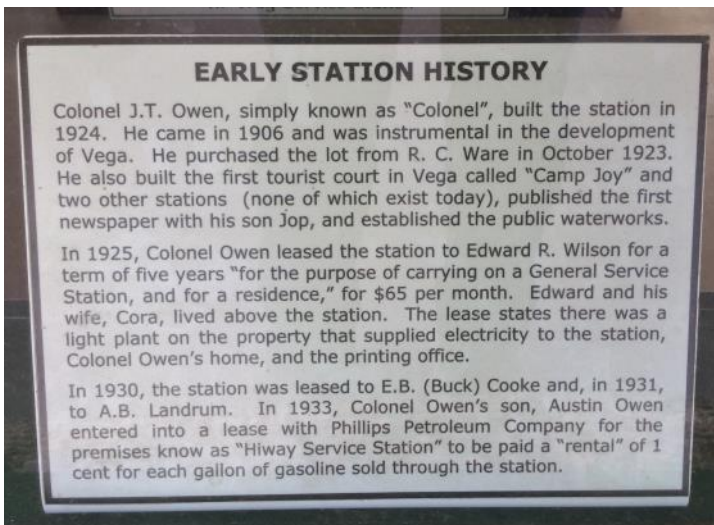 EARLY STATION HISTORY
Colonel J.T. Owen, simply known as "Colonel", built the station in
1924. He came in 1906 and was instrumental in the development
of Vega. He purchased the lot from R. C. Ware in October 1923.
He also built the first tourist court in Vega called "Camp Joy" and
two other stations (none of which exist today), published the first
newspaper with his son Jop, and established the public waterworks.
In 1925, Colonel Owen leased the station to Edward R. Wilson for a
term of five years "for the purpose of carrying on a General Service
Station, and for a residence," for $65 per month. Edward and his
wife, Cora, lived above the station. The lease states there was a
light plant on the property that supplied electricity to the station,
Colonel Owen's home, and the printing office.
In 1930, the station was leased to E.B. (Buck) Cooke and, in 1931,
to A.B. Landrum. In 1933, Colonel Owen's son, Austin Owen
entered into a lease with Phillips Petroleum Company for the
premises know as "Hiway Service Station" to be paid a "rental" of 1
cent for each gallon of gasoline sold through the station.